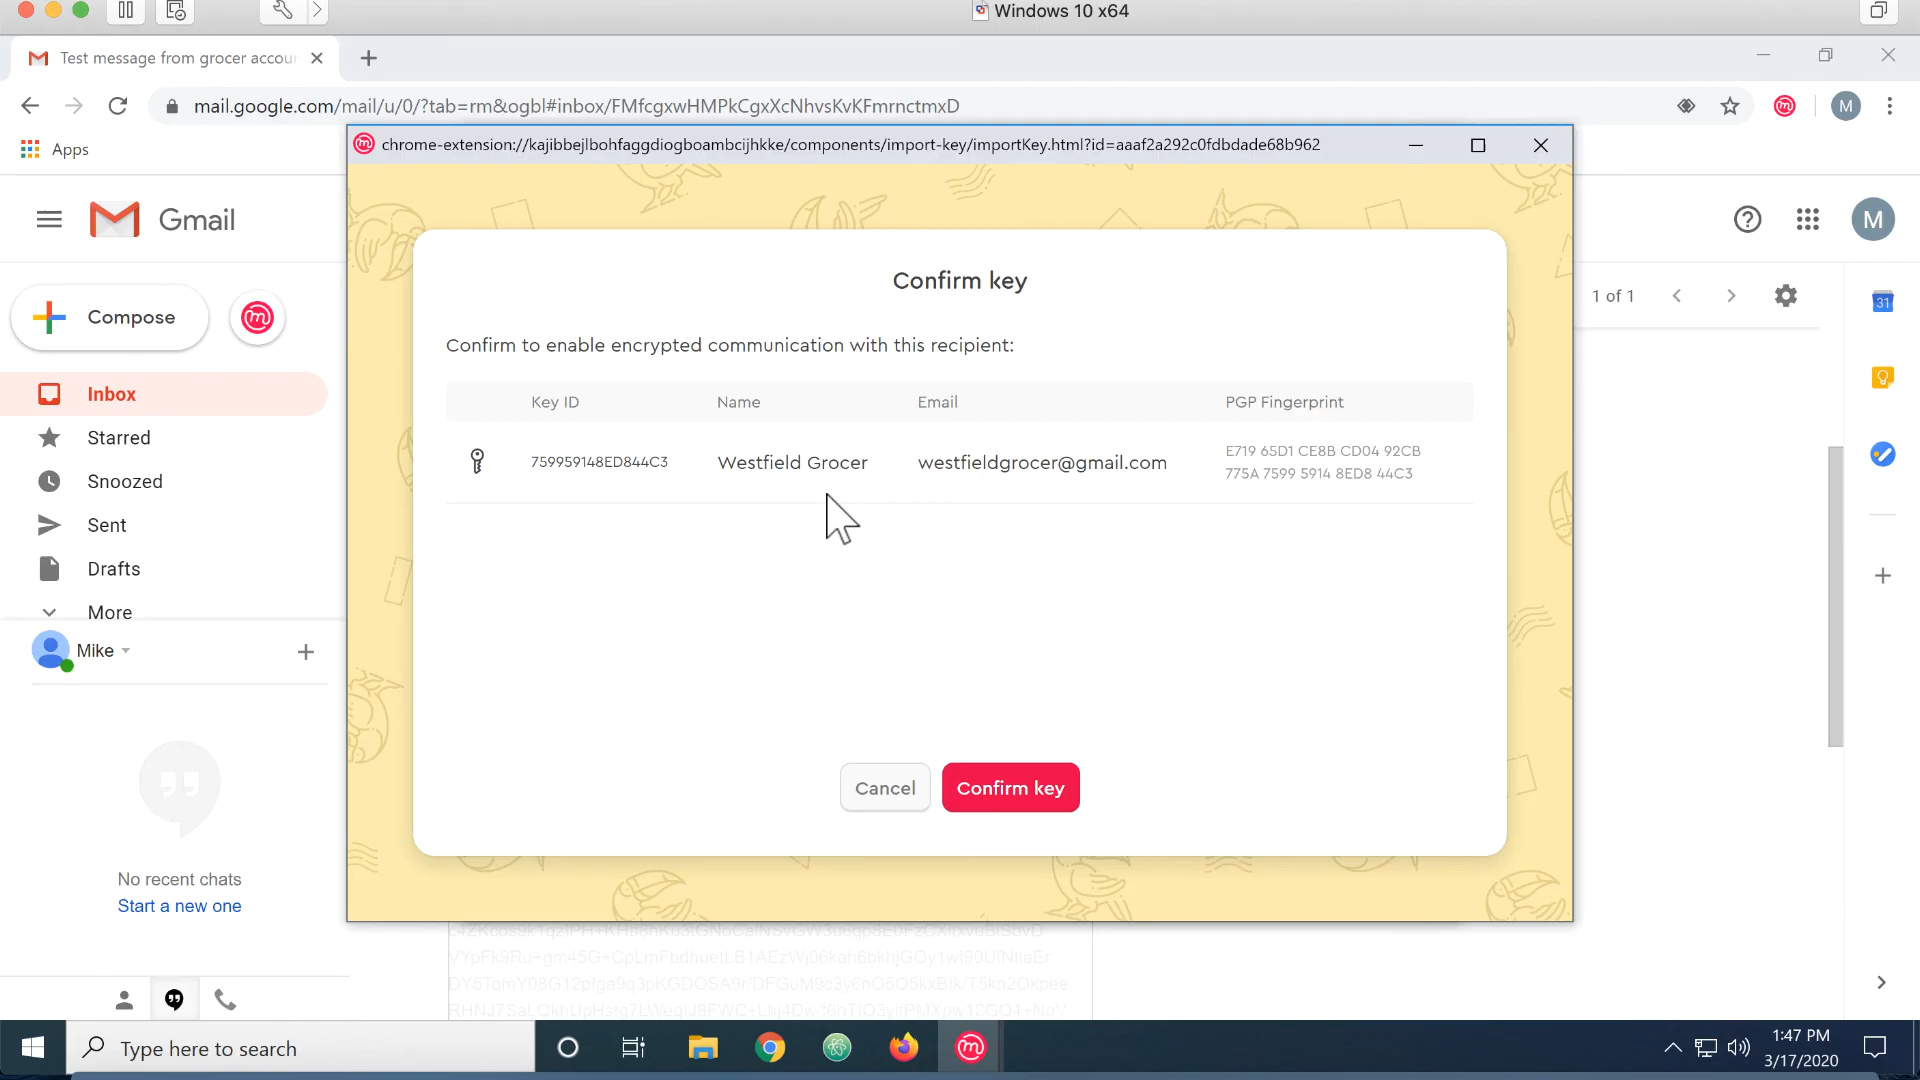 Windows 10 x64
Test message from grocer accou
mail.google.com/mail/u/0/?tab=rm&ogbl#inbox/FMfcgxwHMPkCgxXcNhvsKvKFmrnctmxD
M
Apps
chrome-extension://kajibbejlbohfaggdiogboambcijhkke/components/import-key/importKey.html?id=aaaf2a292c0fdbdade68b962
Gmail
M
Compose
1 of 1
31
Inbox
Starred
Snoozed
Sent
Drafts
More
Mike
No recent chats
Start a new one
Confirm key
Confirm to enable encrypted communication with this recipient:
Key ID Name Email PGP Fingerprint
759959148ED844C3 Westfield Grocer westfieldgrocer@gmail.com E719 65D1 CE8B CD04 92CB
775A 7599 5914 8ED8 44C3
Cancel Confirm key
Type here to search
1:47 PM
3/17/2020